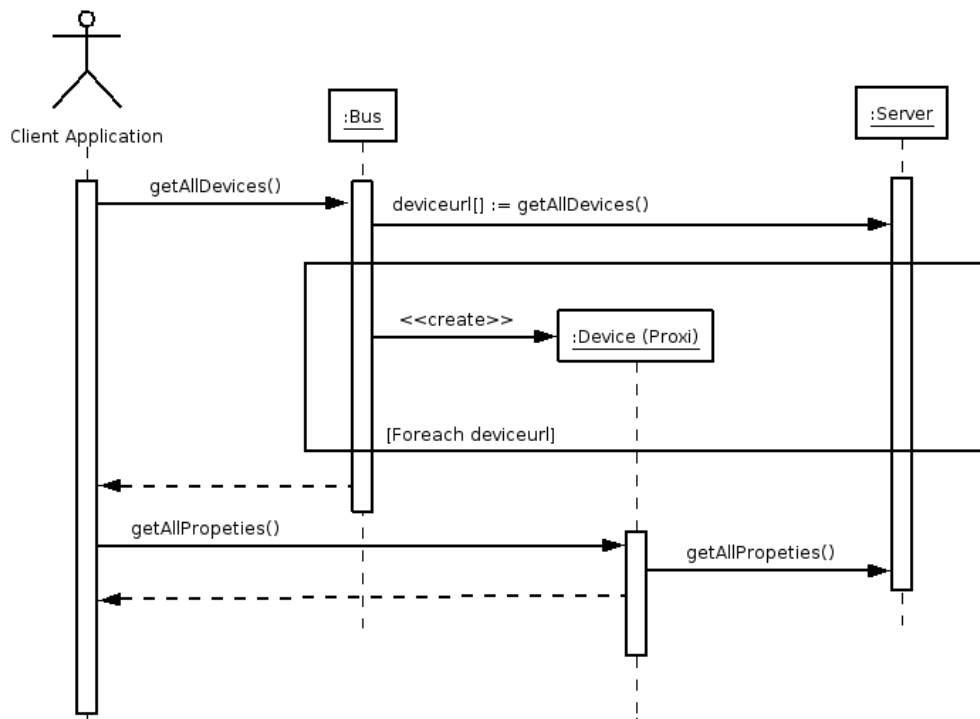 Client Application
:Bus
:Server
getAllDevices()
deviceurl[] := getAllDevices()
<<create>>
:Device (Proxi)
[Foreach deviceurl]
getAllPropeties()
getAllPropeties()